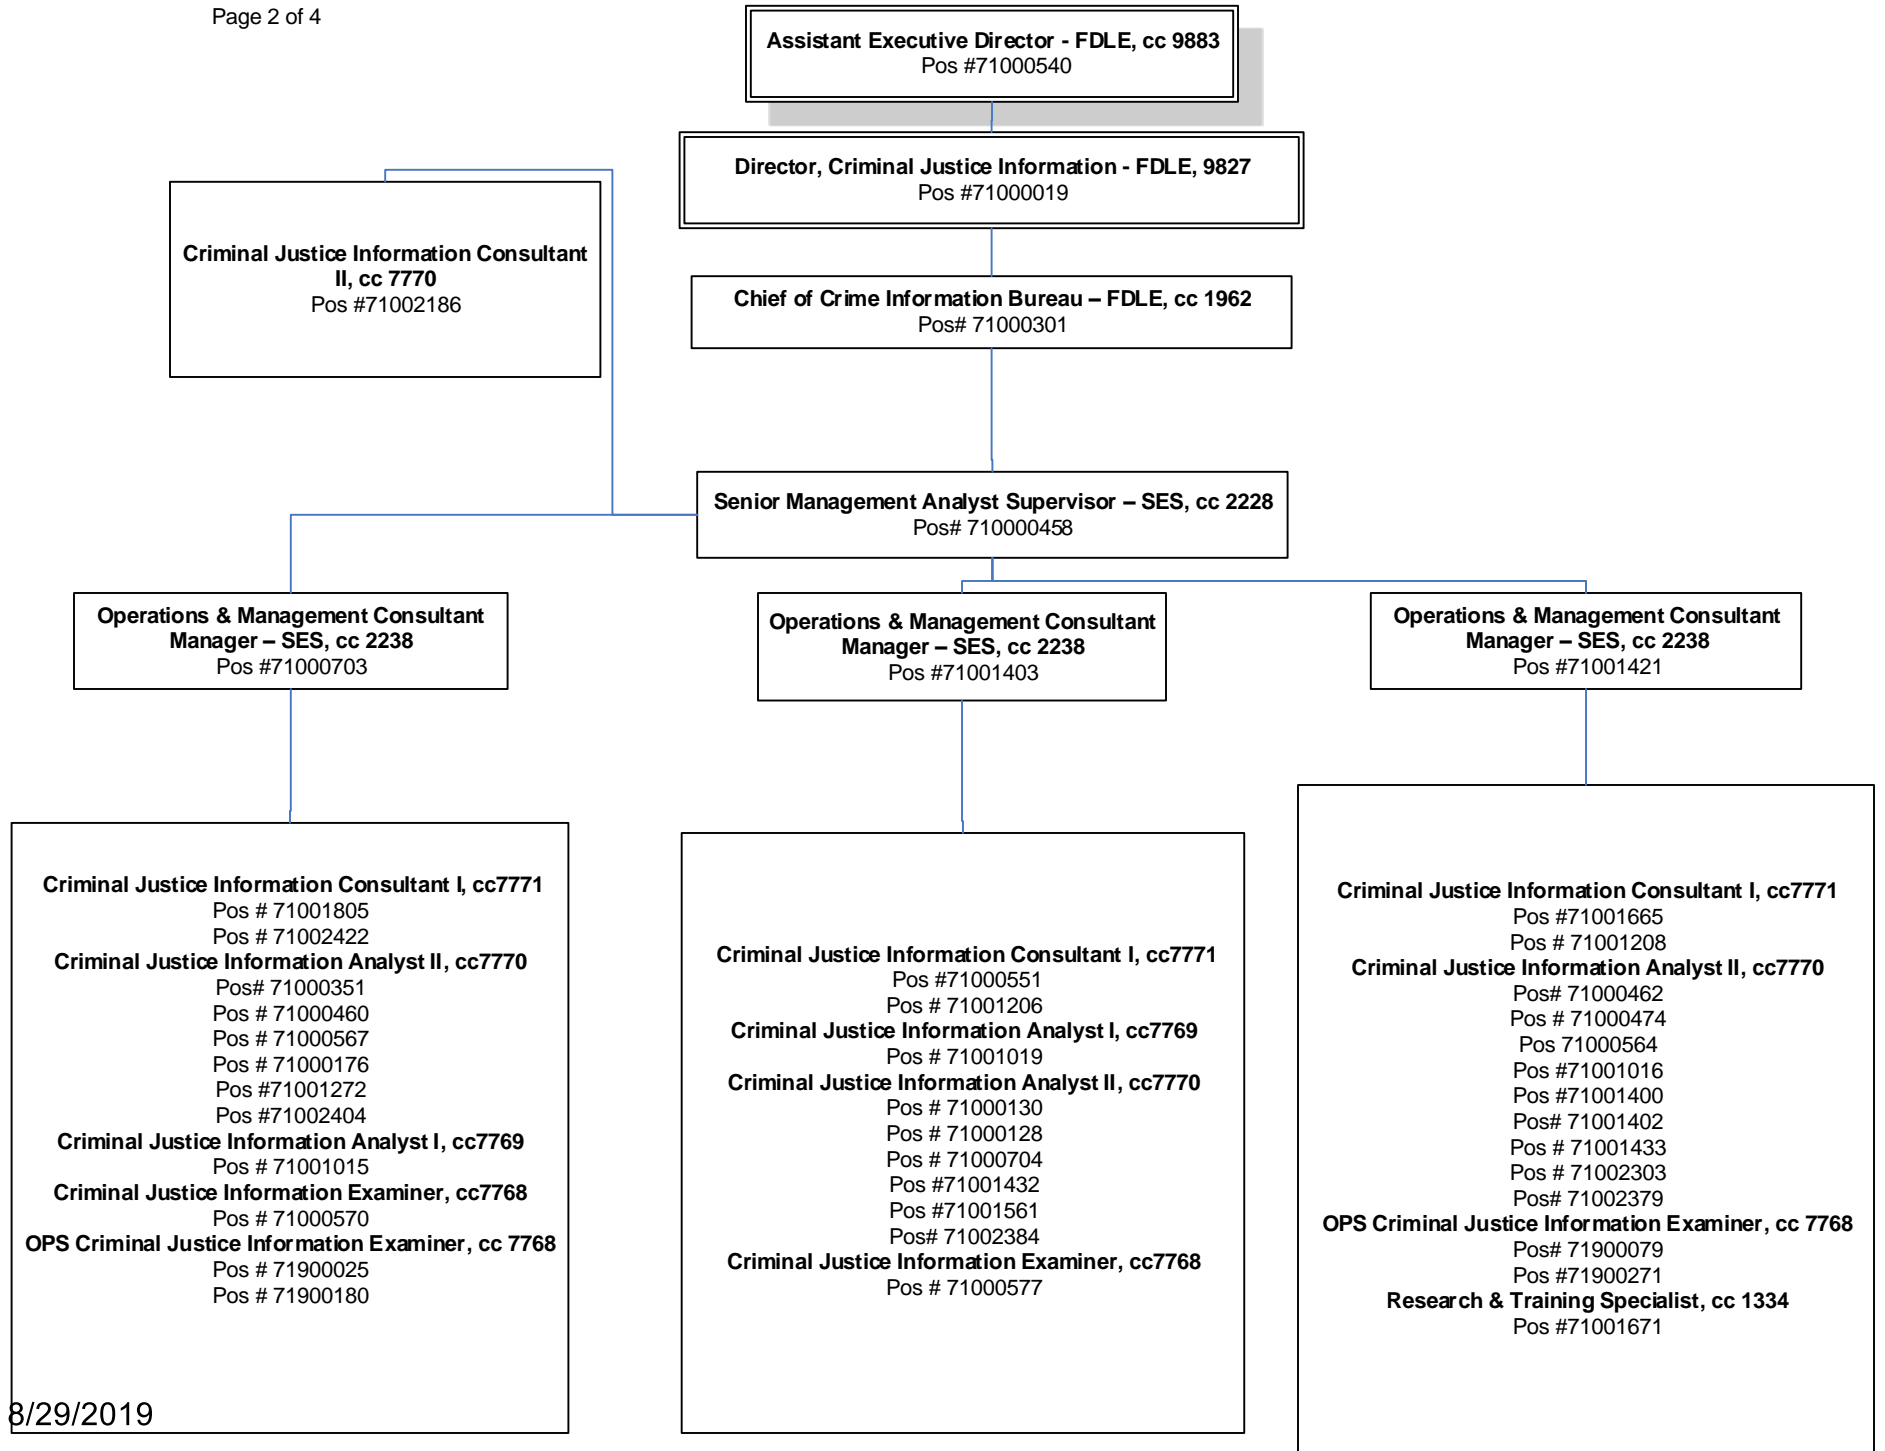 Page 2 of 4
Assistant Executive Director - FDLE, cc 9883
Pos #71000540
Director, Criminal Justice Information - FDLE, 9827
Pos #71000019
Criminal Justice Information Consultant
II, cc 7770
Pos #71002186
Chief of Crime Information Bureau – FDLE, cc 1962
Pos# 71000301
Senior Management Analyst Supervisor – SES, cc 2228
Pos# 710000458
Operations & Management Consultant
Manager – SES, cc 2238
Pos #71000703
Operations & Management Consultant
Manager – SES, cc 2238
Pos #71001403
Operations & Management Consultant
Manager – SES, cc 2238
Pos #71001421
Criminal Justice Information Consultant I, cc7771
Pos # 71001805
Pos # 71002422
Criminal Justice Information Analyst II, cc7770
Pos# 71000351
Pos # 71000460
Pos # 71000567
Pos # 71000176
Pos #71001272
Pos #71002404
Criminal Justice Information Analyst I, cc7769
Pos # 71001015
Criminal Justice Information Examiner, cc7768
Pos # 71000570
OPS Criminal Justice Information Examiner, cc 7768
Pos # 71900025
Pos # 71900180
Criminal Justice Information Consultant I, cc7771
Pos #71000551
Pos # 71001206
Criminal Justice Information Analyst I, cc7769
Pos # 71001019
Criminal Justice Information Analyst II, cc7770
Pos # 71000130
Pos # 71000128
Pos # 71000704
Pos #71001432
Pos #71001561
Pos# 71002384
Criminal Justice Information Examiner, cc7768
Pos # 71000577
Criminal Justice Information Consultant I, cc7771
Pos #71001665
Pos # 71001208
Criminal Justice Information Analyst II, cc7770
Pos# 71000462
Pos # 71000474
Pos 71000564
Pos #71001016
Pos #71001400
Pos # 71001402
Pos # 71001433
Pos # 71002303
Pos# 71002379
OPS Criminal Justice Information Examiner, cc 7768
Pos# 71900079
Pos #71900271
Research & Training Specialist, cc 1334
Pos #71001671
8/29/2019